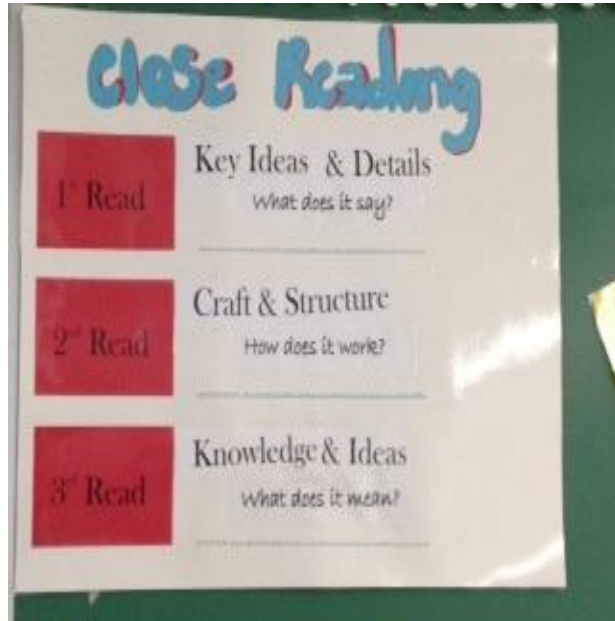 Close Reading
1st Read
Key Ideas & Details
What does it say?
2nd Read
Craft & Structure
How does it work?
3rd Read
Knowledge & Ideas
What does it mean?